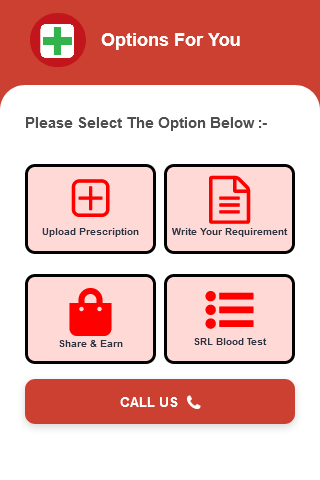 Options For You
Please Select The Option Below :-
Upload Prescription
Write Your Requirement
Share & Earn
SRL Blood Test
CALL US